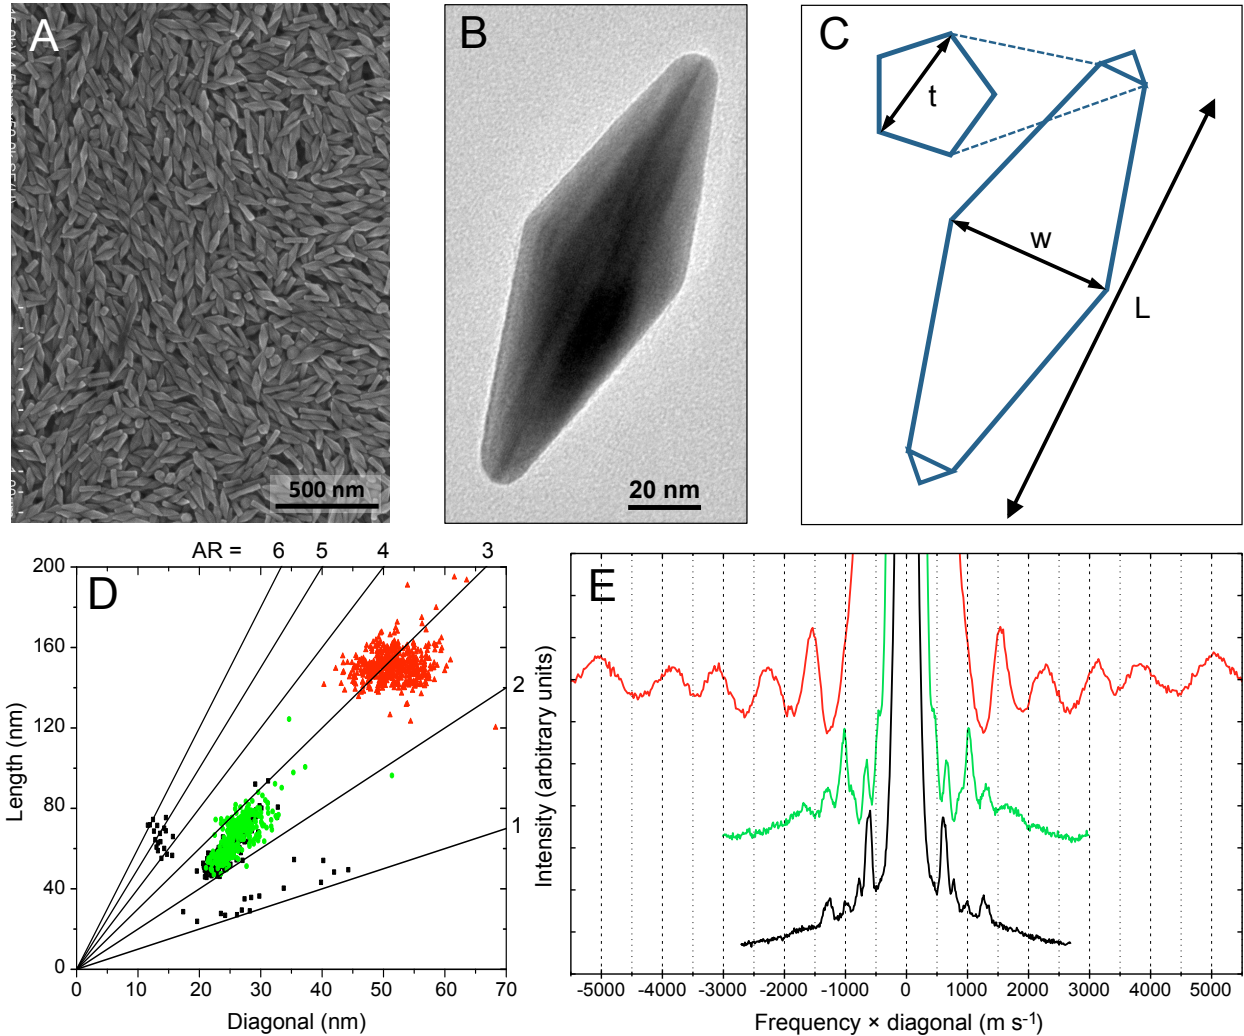 A
500 nm
B
20 nm
C
t
w
L
AR = 6 5 4 3
D
200
160
120
80
40
0
2
1
0 10 20 30 40 50 60 70
Length (nm)
Diagonal (nm)
E
Intensity (arbitrary units)
-5000 -4000 -3000 -2000 -1000 0 1000 2000 3000 4000 5000
Frequency × diagonal (m s⁻¹)